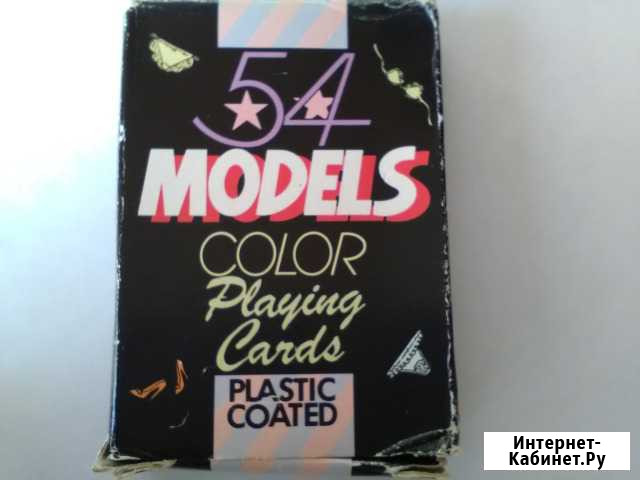 54
MODELS
COLOR
Playing
Cards
PLASTIC
COATED
Интернет-
Кабинет.Ру